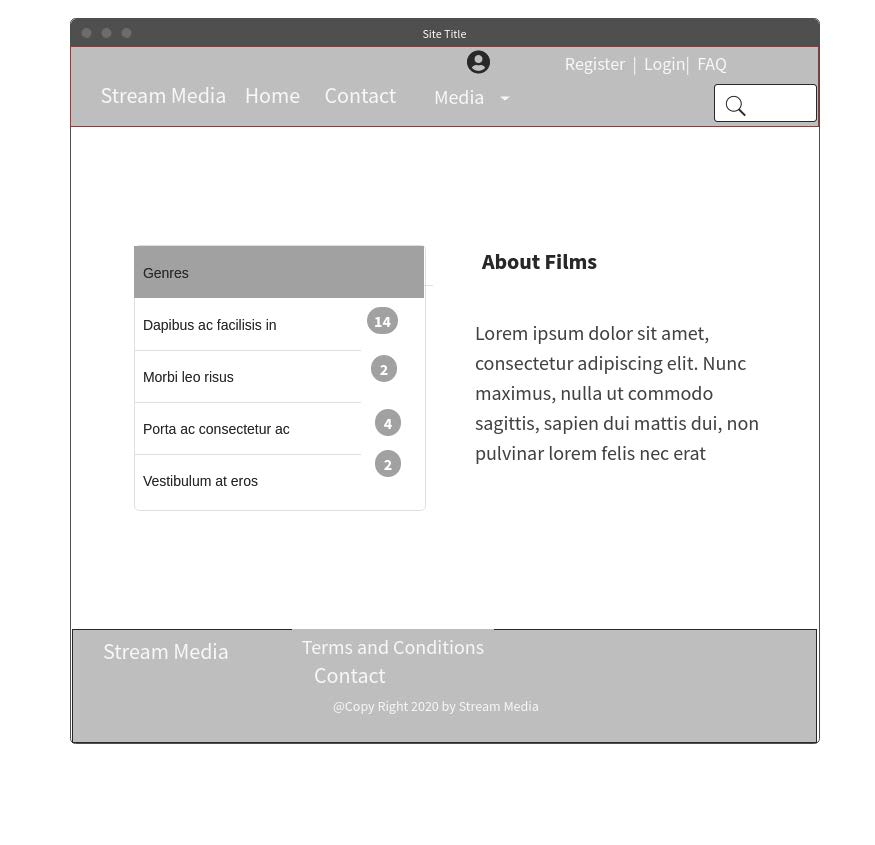 Site Title
Register | Login| FAQ
Stream Media Home Contact Media
Genres
Dapibus ac facilisis in 14
Morbi leo risus 2
Porta ac consectetur ac 4
Vestibulum at eros 2
About Films
Lorem ipsum dolor sit amet,
consectetur adipiscing elit. Nunc
maximus, nulla ut commodo
sagittis, sapien dui mattis dui, non
pulvinar lorem felis nec erat
Stream Media
Terms and Conditions
Contact
@Copy Right 2020 by Stream Media